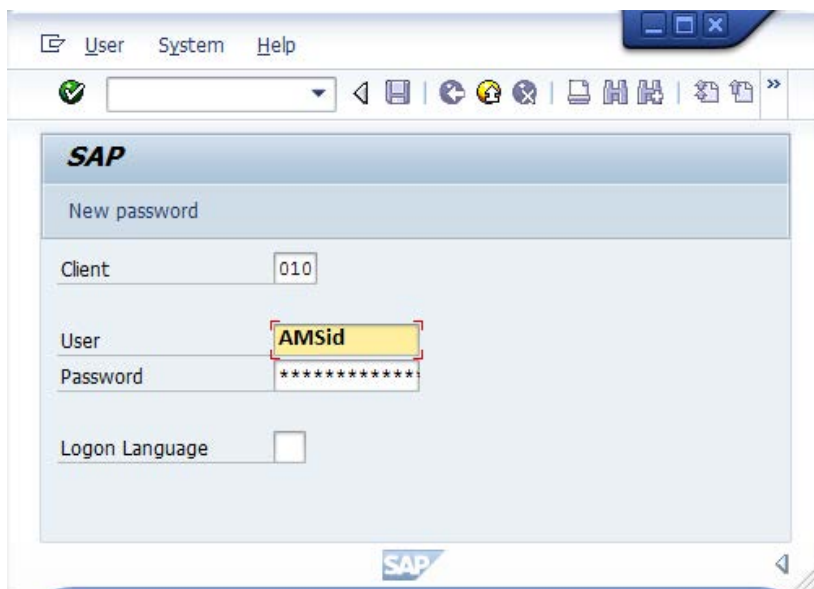 User System Help
»
SAP
New password
Client 010
User AMSid
Password *************
Logon Language
SAP